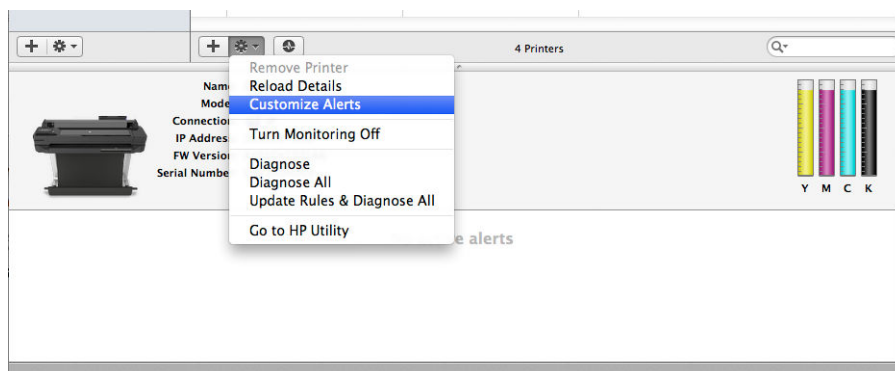 4 Printers
Remove Printer
Reload Details
Customize Alerts
Turn Monitoring Off
Diagnose
Diagnose All
Update Rules & Diagnose All
Go to HP Utility
Nam
Mode
Connection
IP Addres
FW Versio
Serial Numbe
Y M C K
e alerts